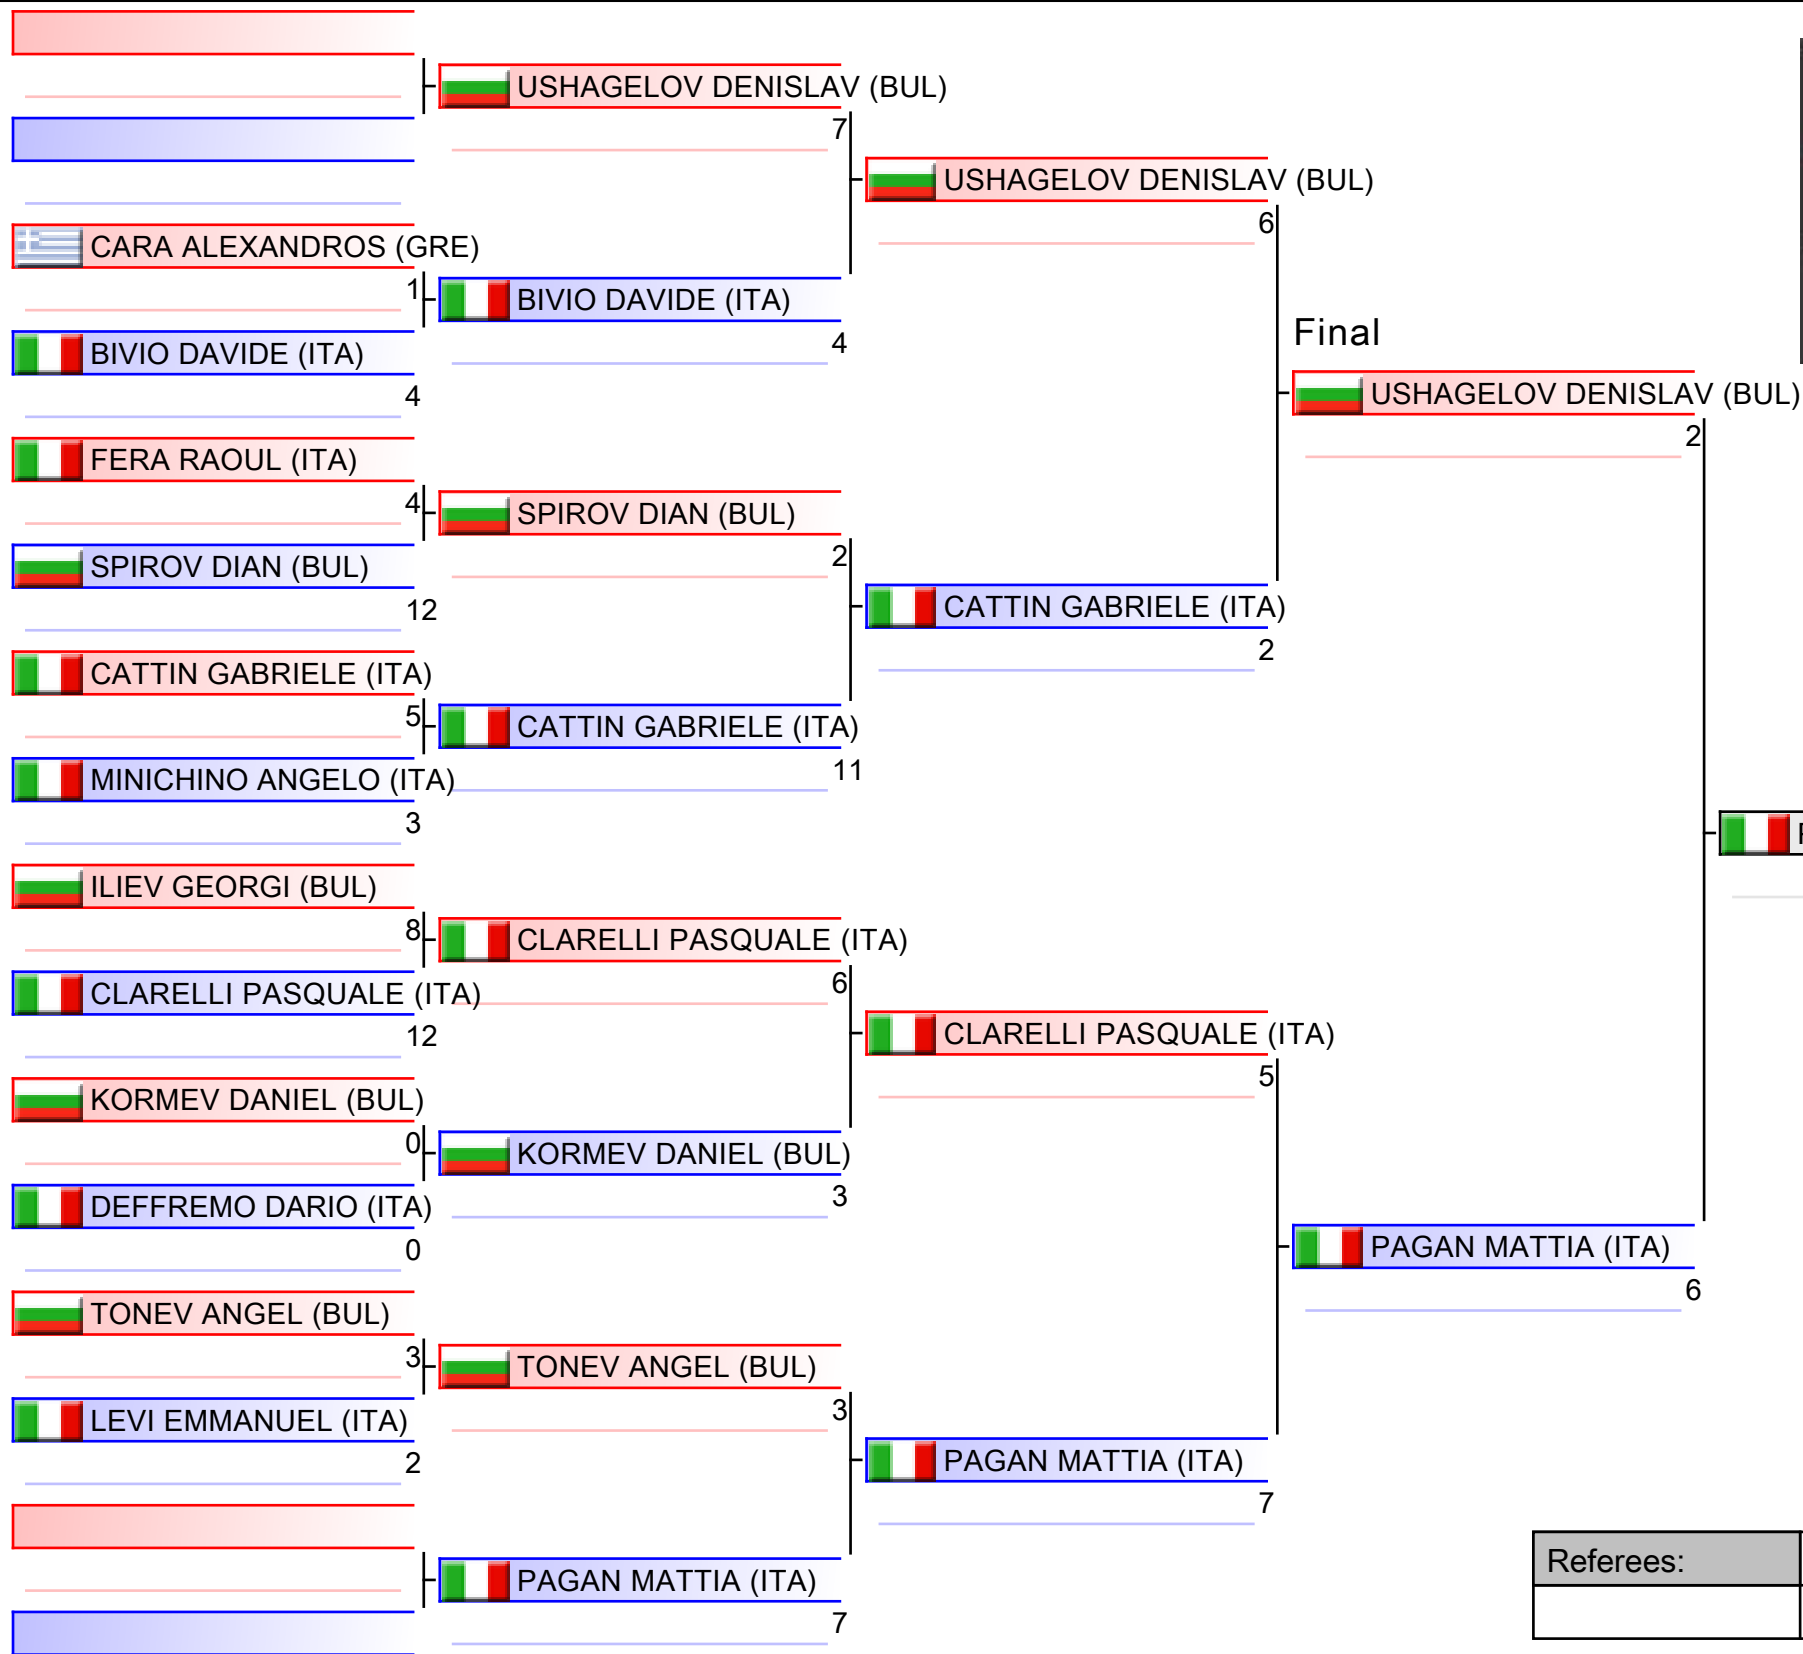 USHAGELOV DENISLAV (BUL)
7
USHAGELOV DENISLAV (BUL)
6
CARA ALEXANDROS (GRE)
1
BIVIO DAVIDE (ITA)
BIVIO DAVIDE (ITA)
4
4
Final
USHAGELOV DENISLAV (BUL)
2
FERA RAOUL (ITA)
4
SPIROV DIAN (BUL)
2
SPIROV DIAN (BUL)
12
CATTIN GABRIELE (ITA)
2
CATTIN GABRIELE (ITA)
5
CATTIN GABRIELE (ITA)
11
MINICHINO ANGELO (ITA)
3
ILIEV GEORGI (BUL)
8
CLARELLI PASQUALE (ITA)
6
CLARELLI PASQUALE (ITA)
12
CLARELLI PASQUALE (ITA)
5
KORMEV DANIEL (BUL)
0
KORMEV DANIEL (BUL)
3
DEFFREMO DARIO (ITA)
0
PAGAN MATTIA (ITA)
6
TONEV ANGEL (BUL)
3
TONEV ANGEL (BUL)
3
LEVI EMMANUEL (ITA)
2
PAGAN MATTIA (ITA)
7
PAGAN MATTIA (ITA)
7
Referees: